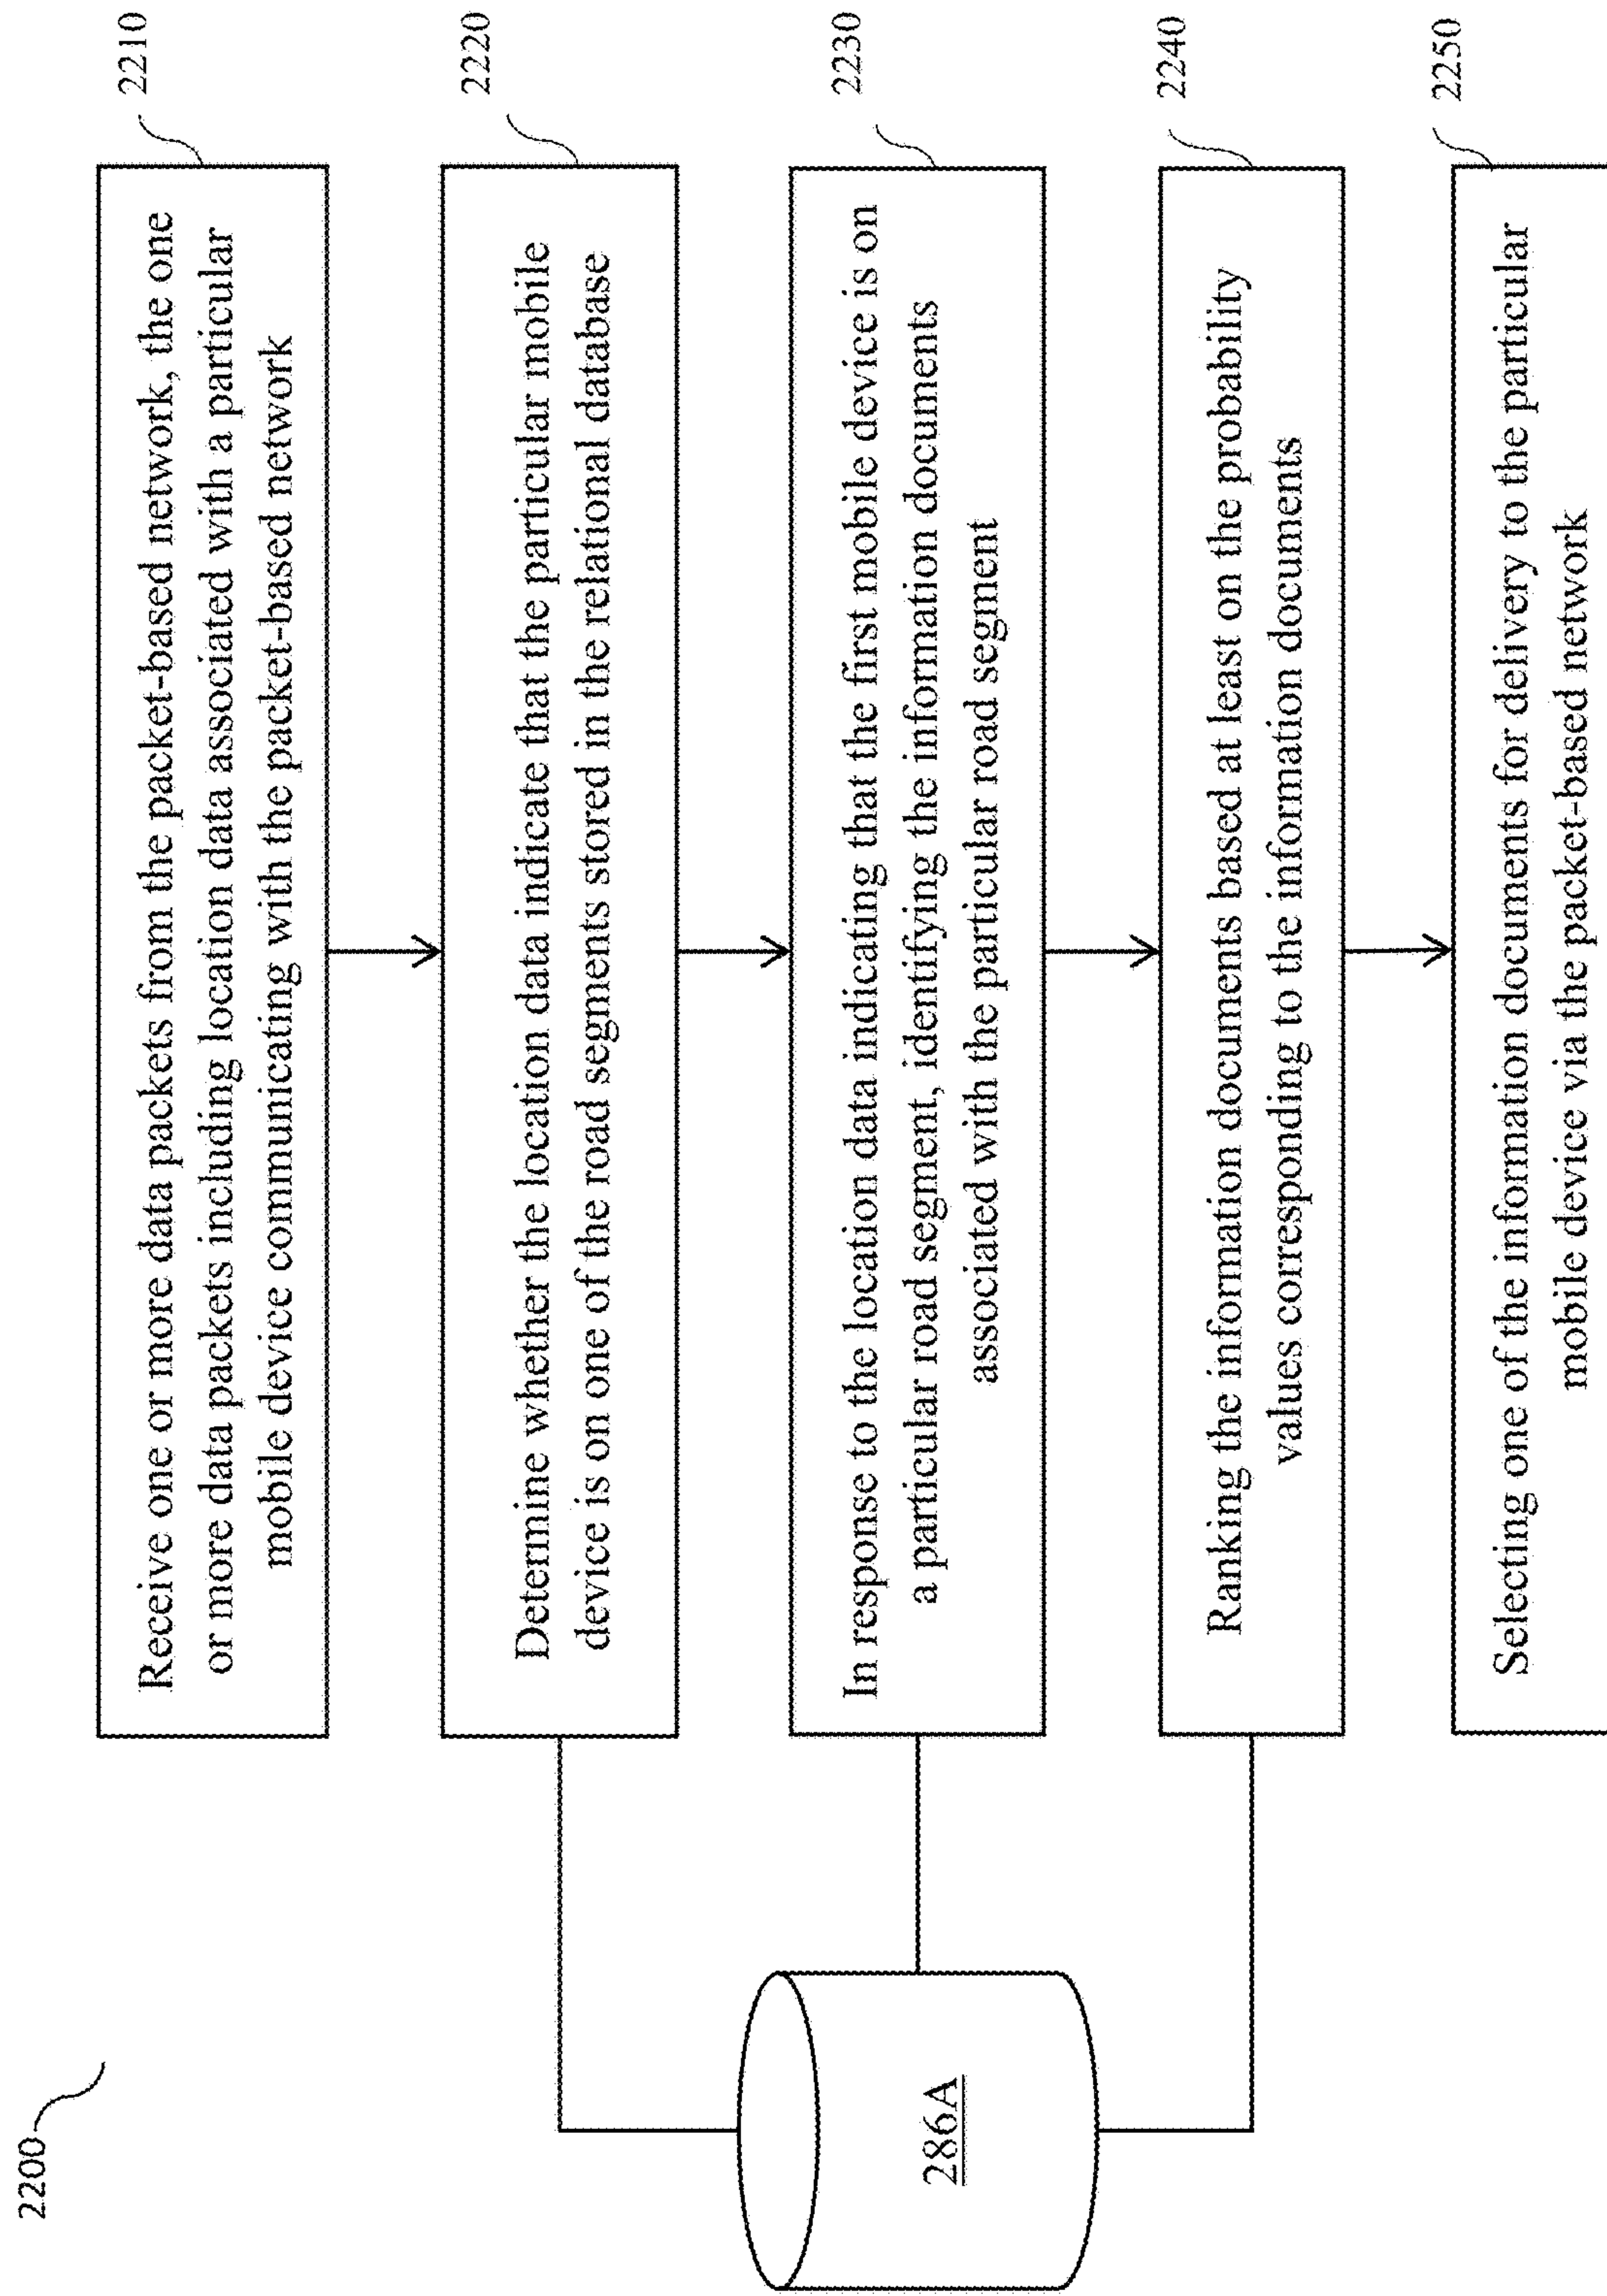 2200
Receive one or more data packets from the packet-based network, the one
or more data packets including location data associated with a particular
mobile device communicating with the packet-based network
2210
Determine whether the location data indicate that the particular mobile
device is on one of the road segments stored in the relational database
2220
In response to the location data indicating that the first mobile device is on
a particular road segment, identifying the information documents
associated with the particular road segment
2230
Ranking the information documents based at least on the probability
values corresponding to the information documents
2240
Selecting one of the information documents for delivery to the particular
mobile device via the packet-based network
2250
286A